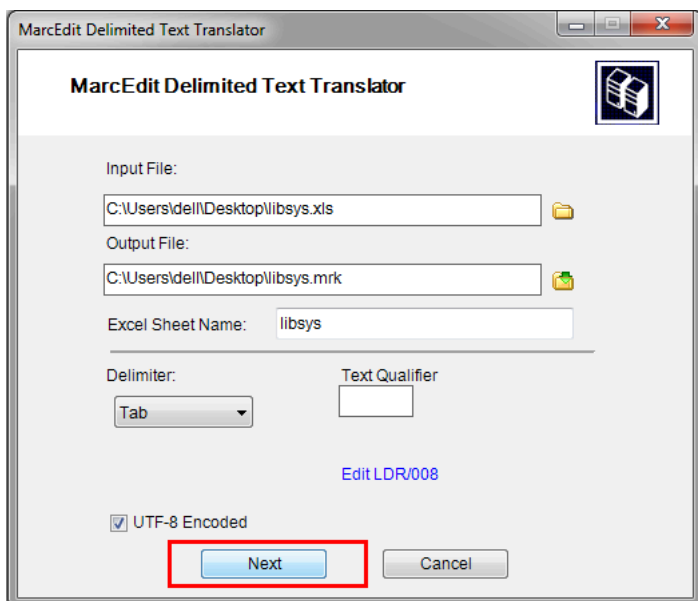 MarcEdit Delimited Text Translator
MarcEdit Delimited Text Translator
Input File:
C:\Users\dell\Desktop\libsys.xls
Output File:
C:\Users\dell\Desktop\libsys.mrk
Excel Sheet Name: libsys
Delimiter: Text Qualifier
Tab
Edit LDR/008
UTF-8 Encoded
Next Cancel